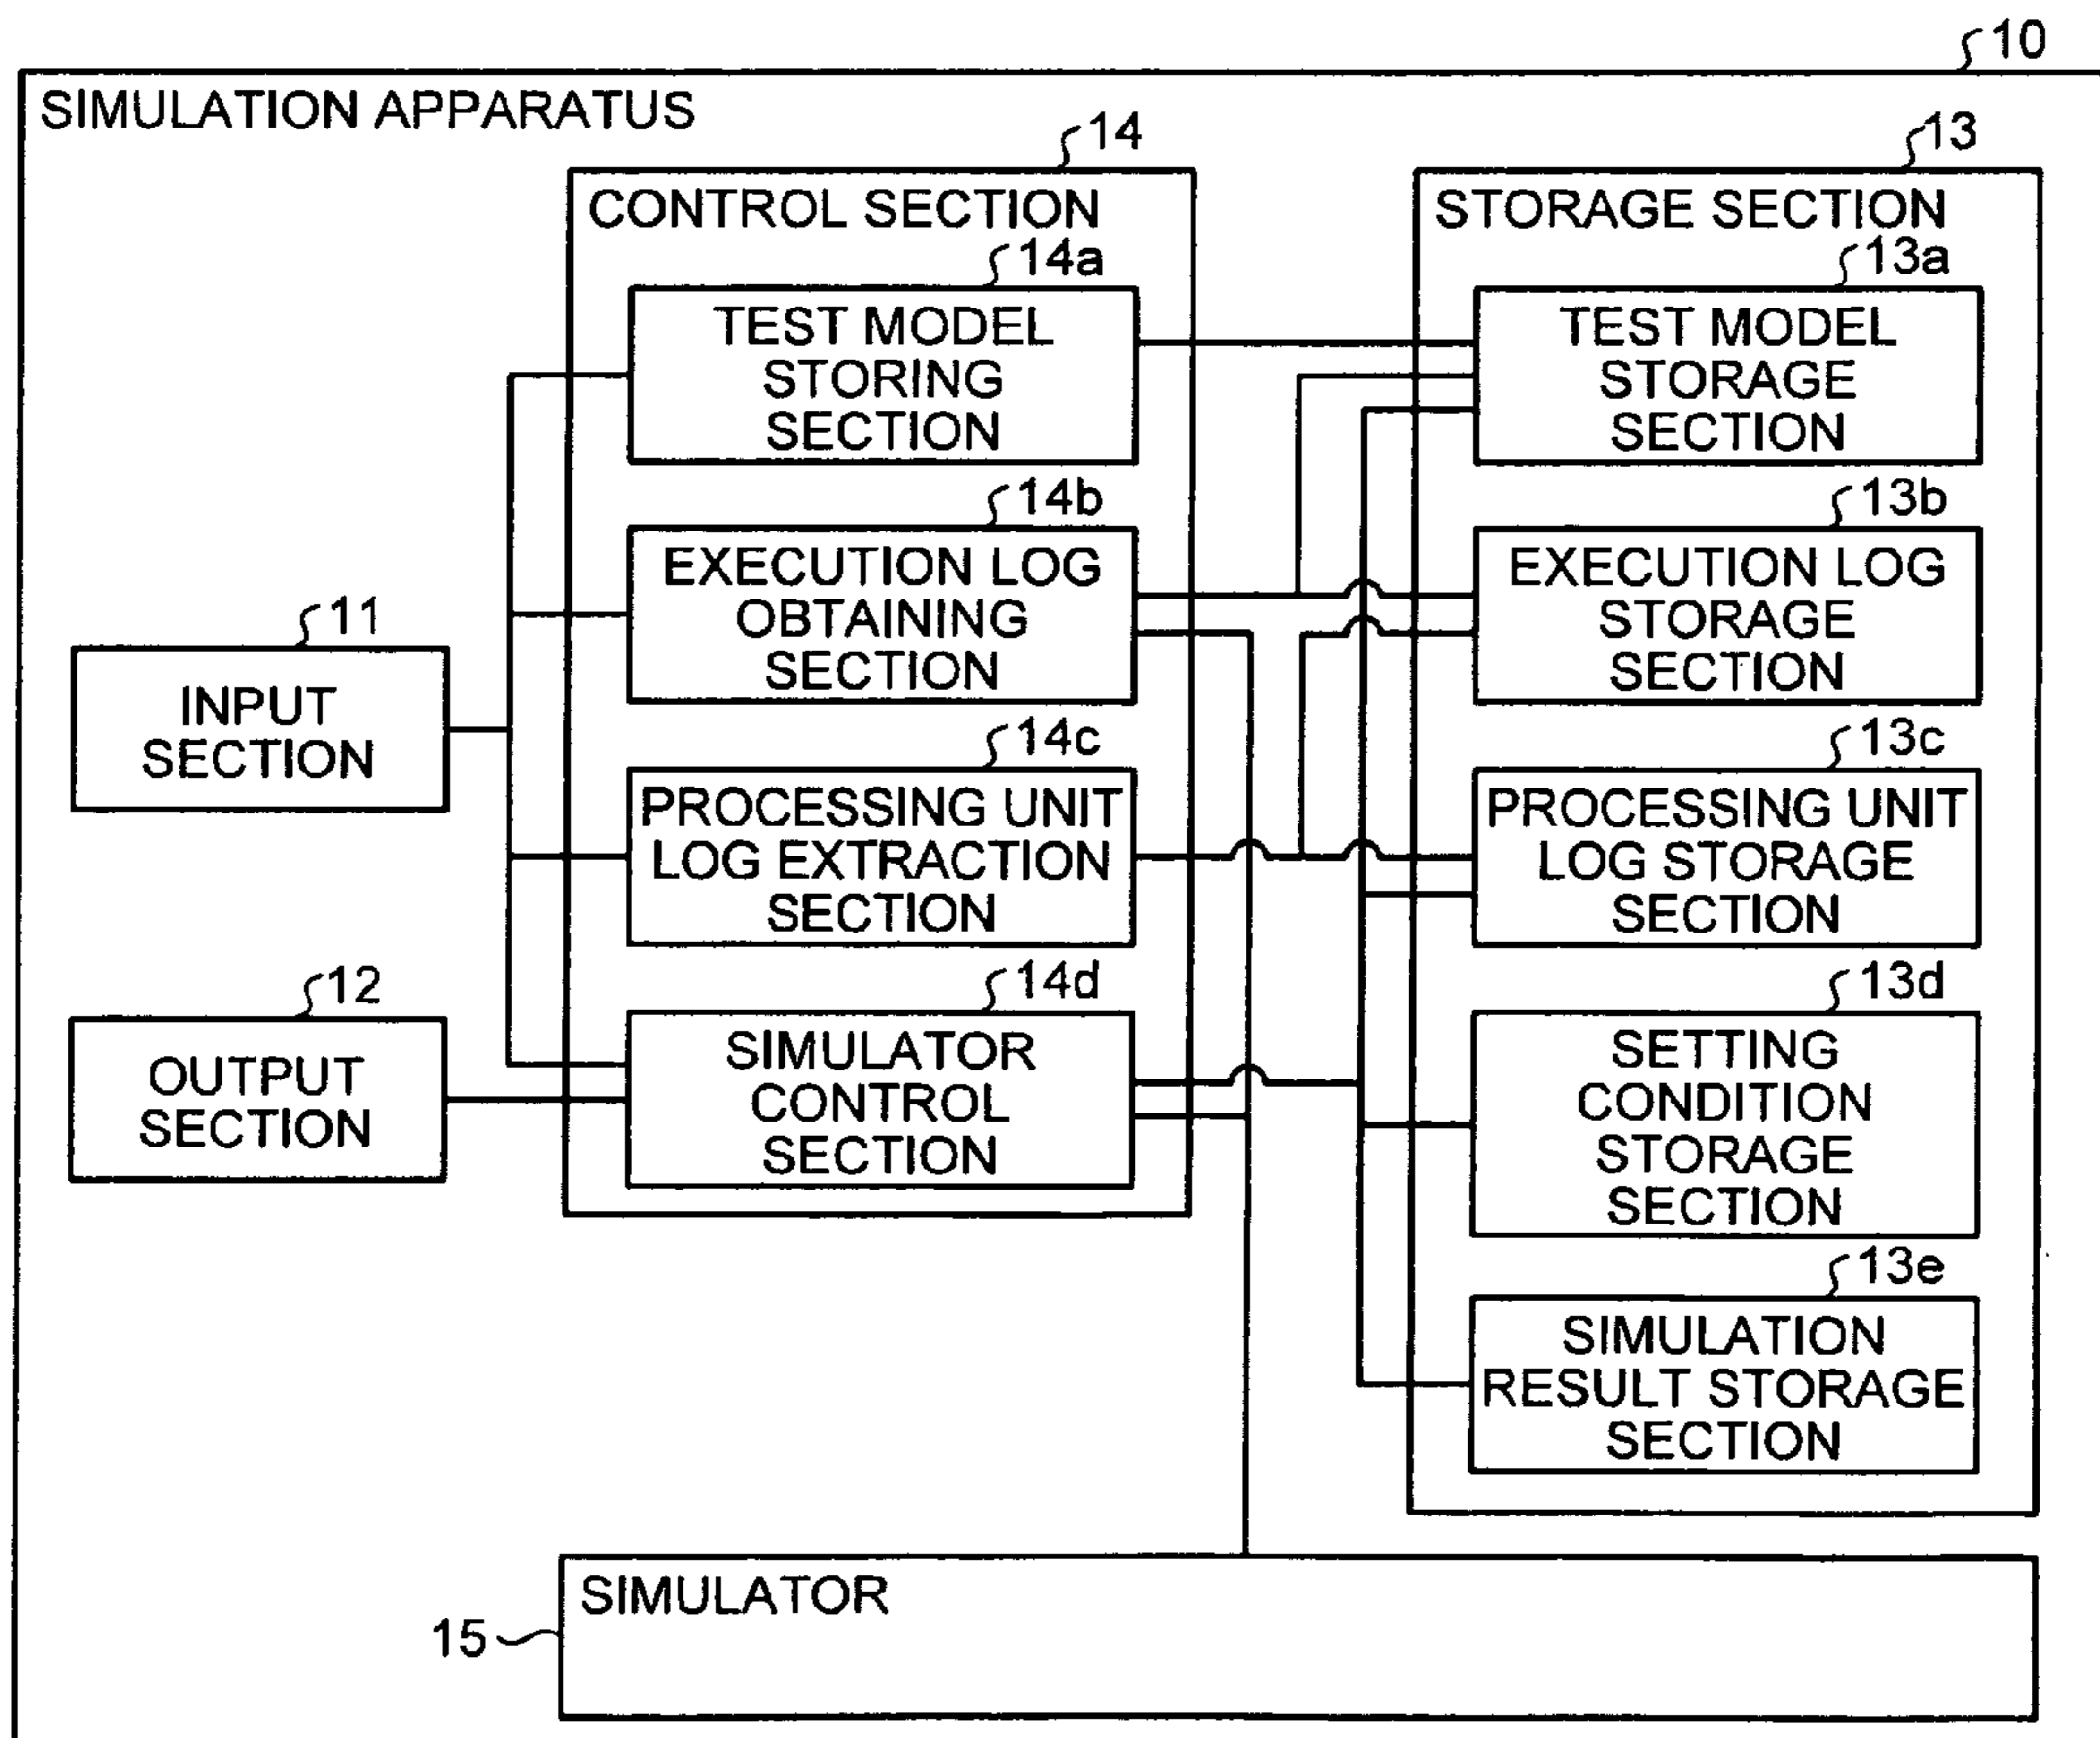 10
SIMULATION APPARATUS
14
CONTROL SECTION
14a
TEST MODEL
STORING
SECTION
14b
EXECUTION LOG
OBTAINING
SECTION
14c
PROCESSING UNIT
LOG EXTRACTION
SECTION
14d
SIMULATOR
CONTROL
SECTION
13
STORAGE SECTION
13a
TEST MODEL
STORAGE
SECTION
13b
EXECUTION LOG
STORAGE
SECTION
13c
PROCESSING UNIT
LOG STORAGE
SECTION
13d
SETTING
CONDITION
STORAGE
SECTION
13e
SIMULATION
RESULT STORAGE
SECTION
11
INPUT
SECTION
12
OUTPUT
SECTION
15
SIMULATOR